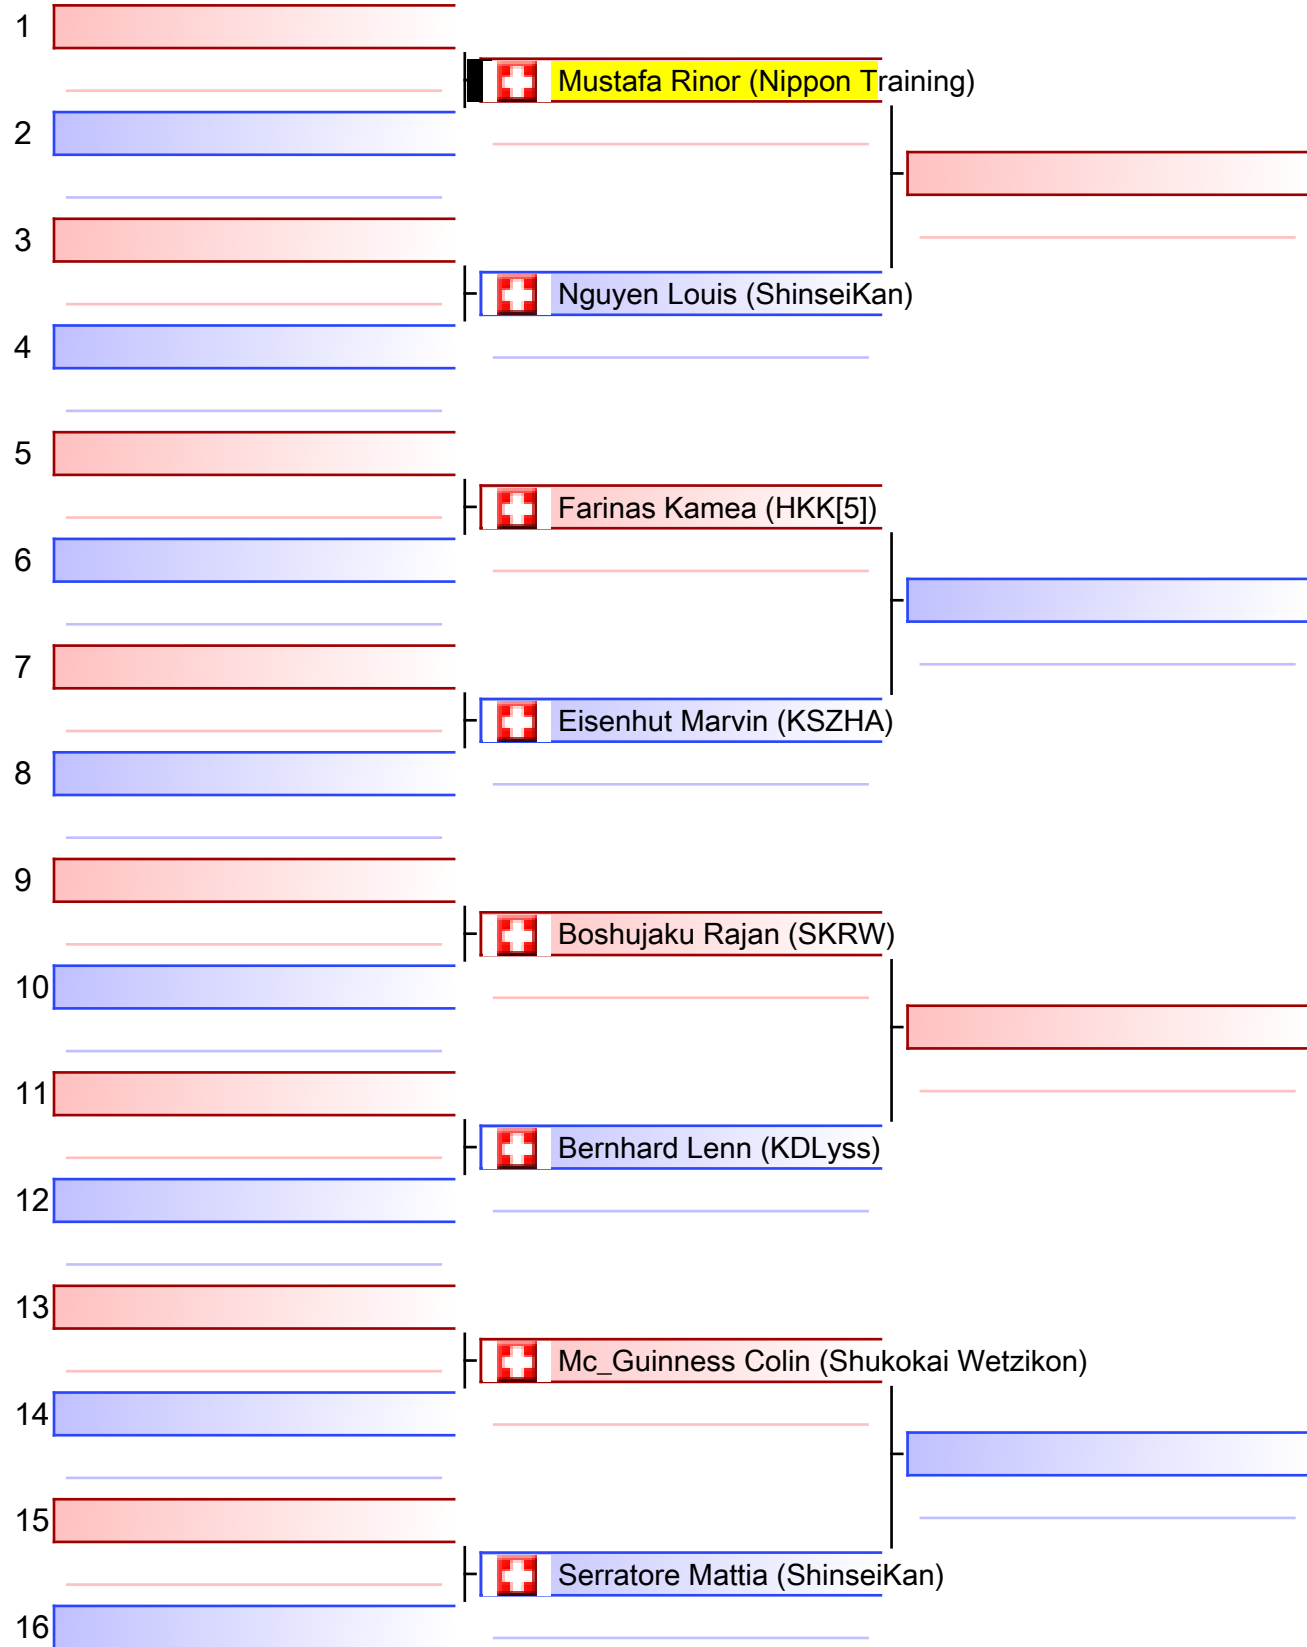 1
Mustafa Rinor (Nippon Training)
2
3
Nguyen Louis (ShinseiKan)
4
5
Farinas Kamea (HKK[5])
6
7
Eisenhut Marvin (KSZHA)
8
9
Boshujaku Rajan (SKRW)
10
11
Bernhard Lenn (KDLyss)
12
13
Mc_Guinness Colin (Shukokai Wetzikon)
14
15
Serratore Mattia (ShinseiKan)
16